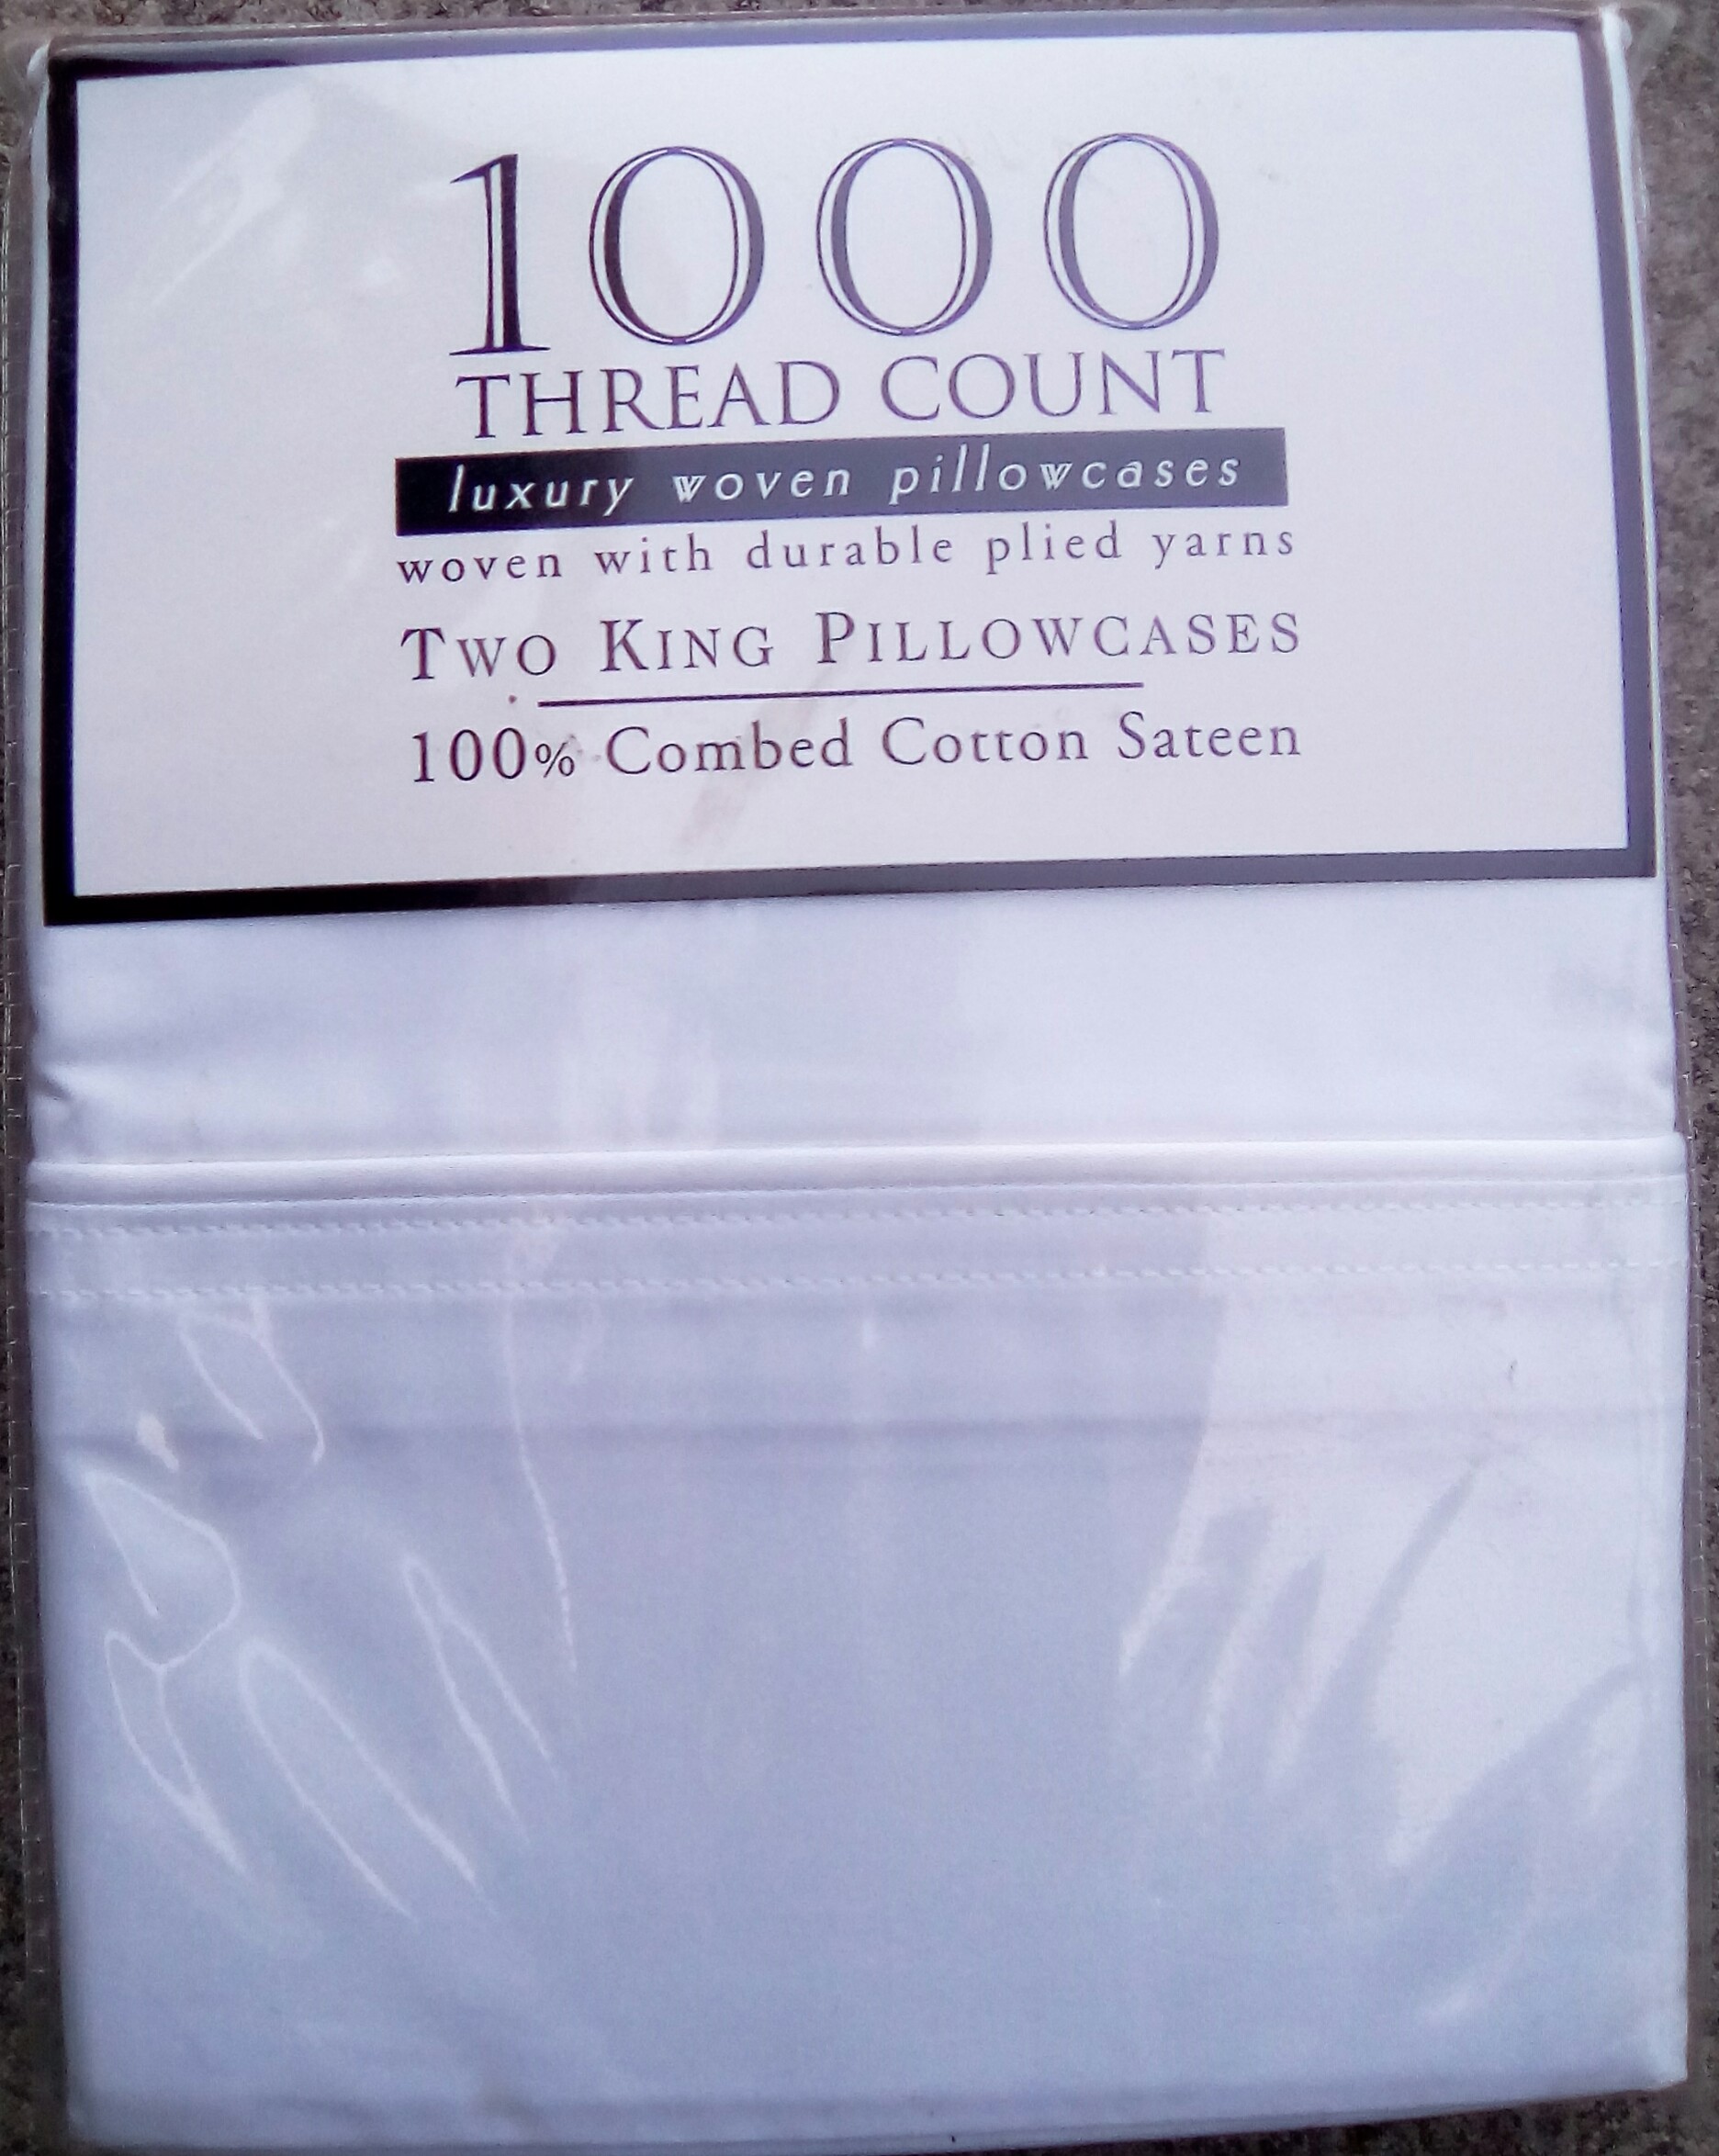 1000
THREAD COUNT
luxury woven pillowcases
woven with durable plied yarns
TWO KING PILLOWCASES
100% Combed Cotton Sateen